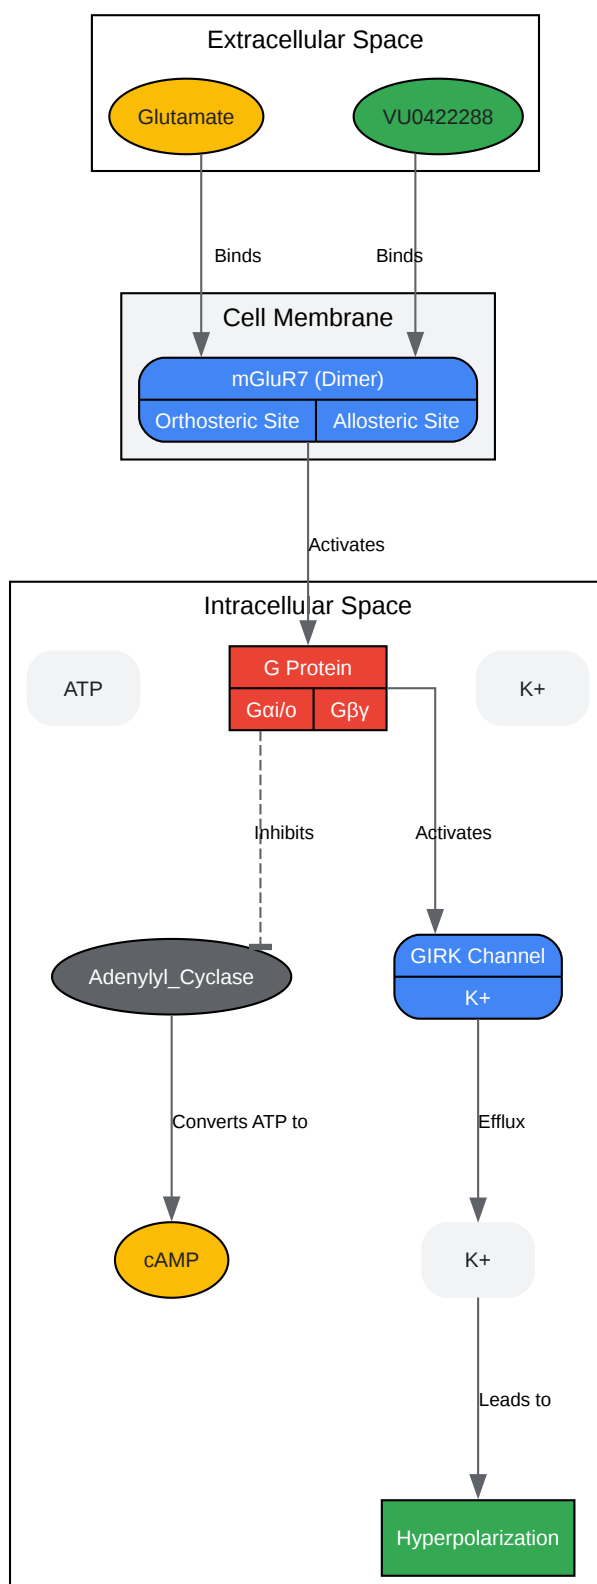 Extracellular Space
Glutamate
VU0422288
Binds
Binds
Cell Membrane
mGluR7 (Dimer)
Orthosteric Site
Allosteric Site
Activates
Intracellular Space
ATP
G Protein
K+
Gαi/o
Gβγ
Inhibits
Activates
Adenylyl_Cyclase
GIRK Channel
K+
Converts ATP to
Efflux
cAMP
K+
Leads to
Hyperpolarization